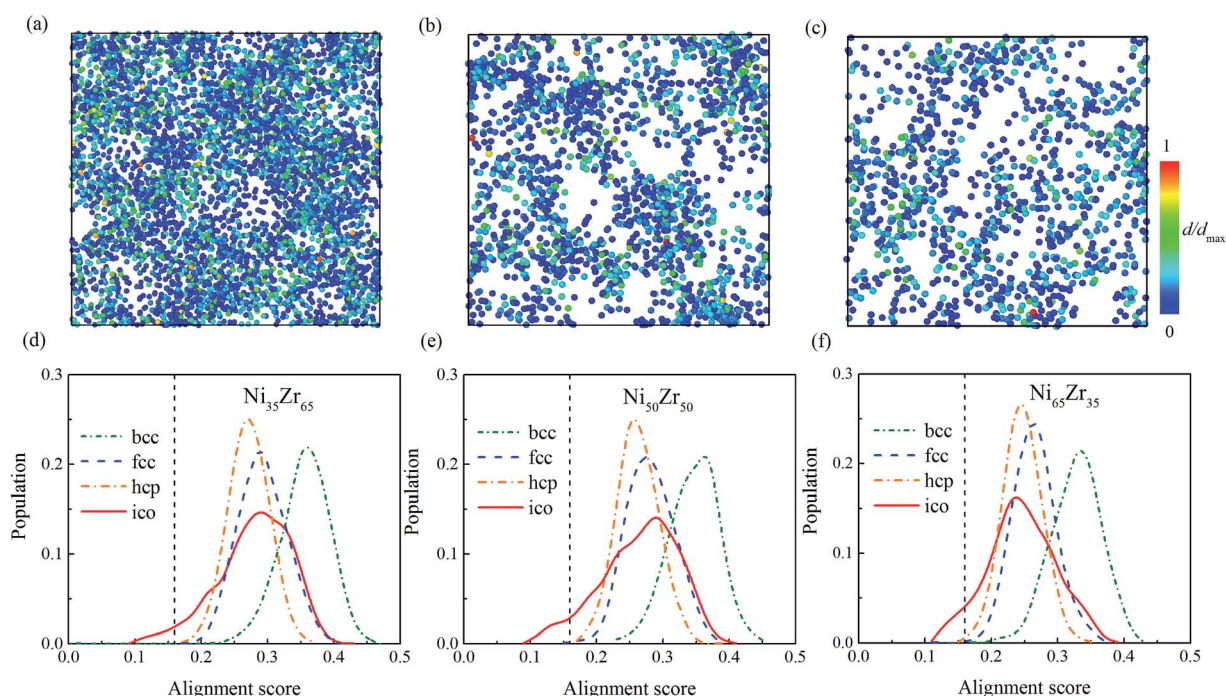 (a)
(b)
(c)
1
d/dmax
0
(d)
(e)
(f)
0.3
0.2
0.1
0.0
Population
Ni35Zr65
bcc
fcc
hcp
ico
0.0 0.1 0.2 0.3 0.4 0.5
Alignment score
0.3
0.2
0.1
0.0
Population
Ni50Zr50
bcc
fcc
hcp
ico
0.0 0.1 0.2 0.3 0.4 0.5
Alignment score
0.3
0.2
0.1
0.0
Population
Ni65Zr35
bcc
fcc
hcp
ico
0.0 0.1 0.2 0.3 0.4 0.5
Alignment score